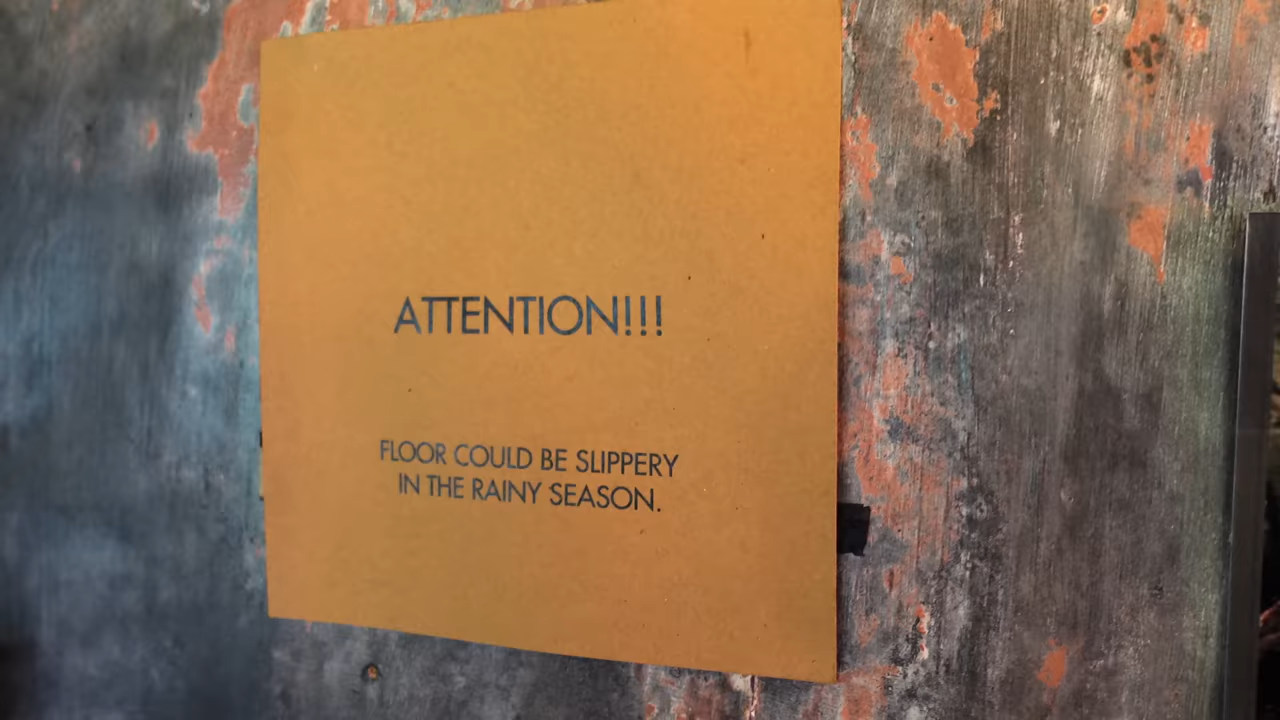 ATTENTION!!!
FLOOR COULD BE SLIPPERY
IN THE RAINY SEASON.